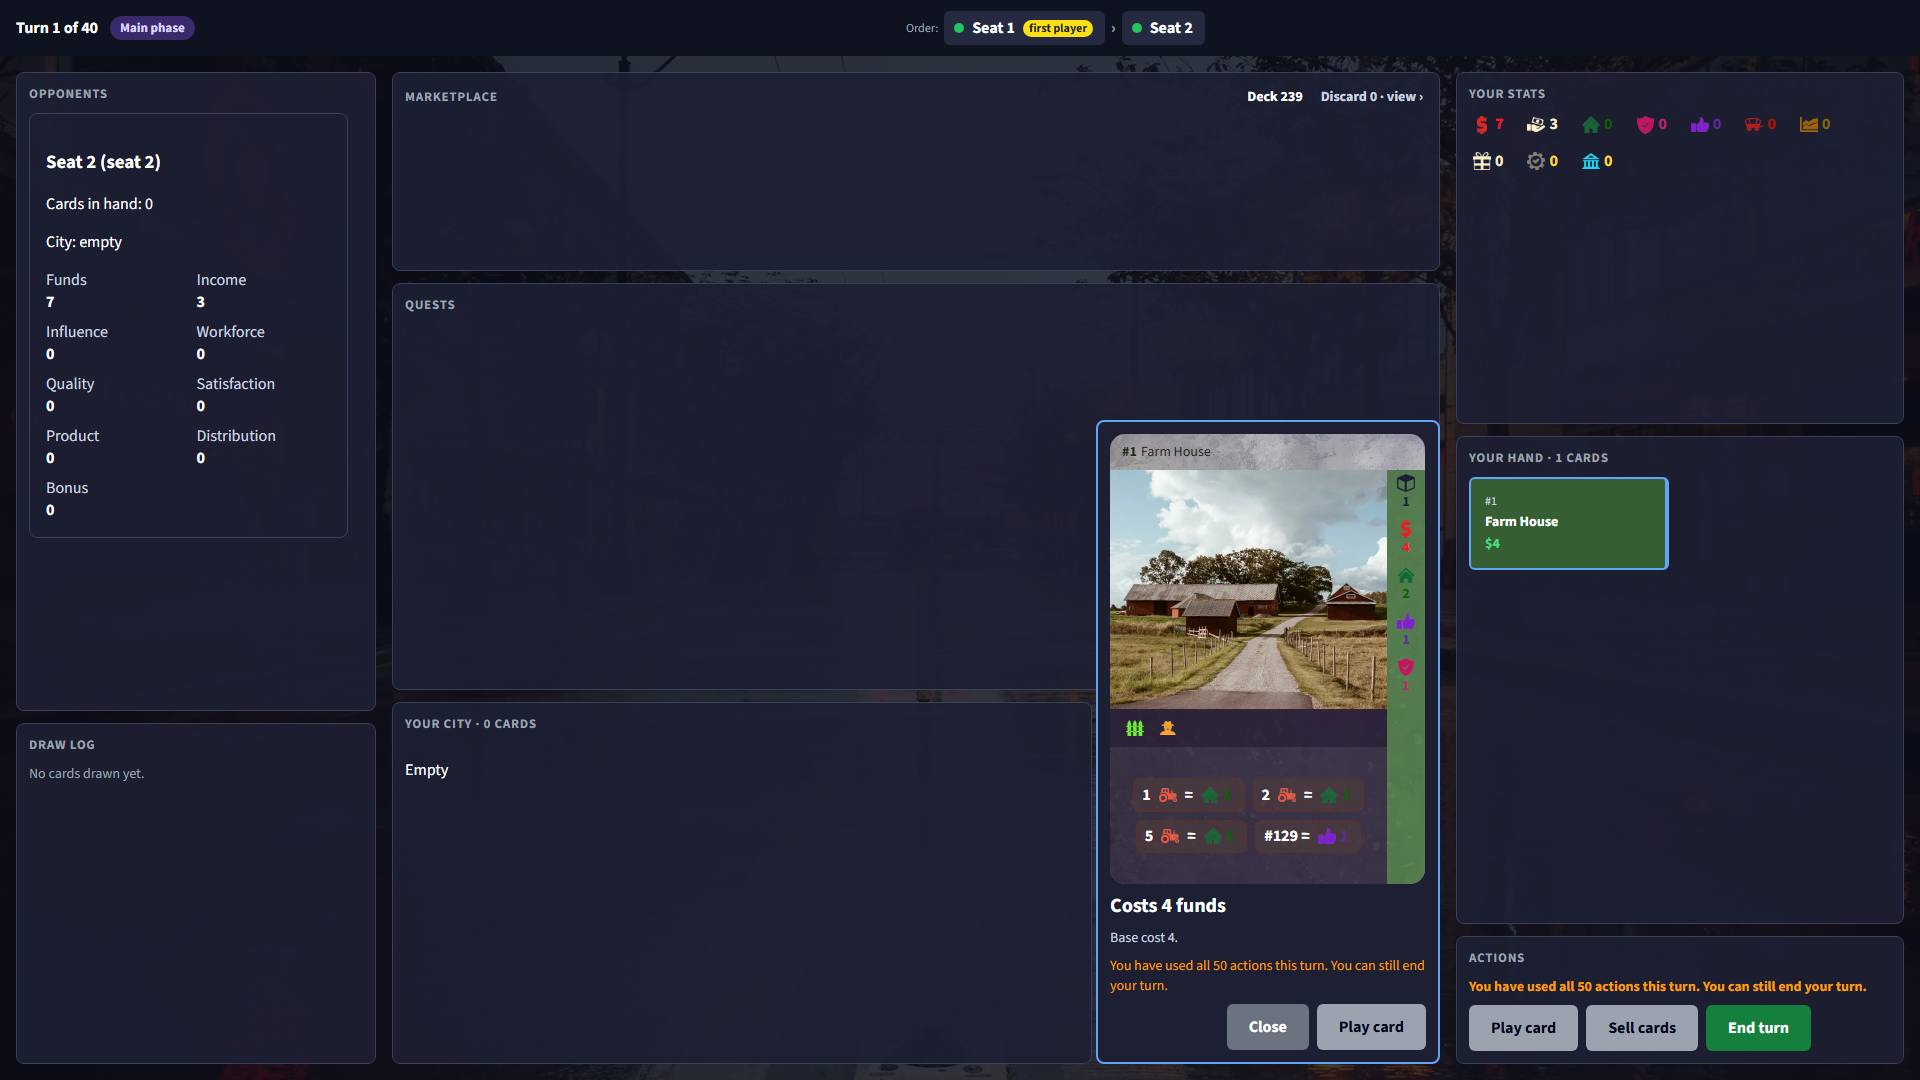 Turn 1 of 40
Main phase
Order:
Seat 1
first player
›
Seat 2
OPPONENTS
Seat 2 (seat 2)
Cards in hand: 0
City: empty
Funds
7
Income
3
Influence
0
Workforce
0
Quality
0
Satisfaction
0
Product
0
Distribution
0
Bonus
0
DRAW LOG
No cards drawn yet.
MARKETPLACE
Deck 239
Discard 0 · view ›
QUESTS
YOUR CITY · 0 CARDS
Empty
#1 Farm House
1
4
2
1
1
1 =
2 =
5 =
#129 = 1
Costs 4 funds
Base cost 4.
You have used all 50 actions this turn. You can still end
your turn.
Close
Play card
YOUR STATS
7 3 0 0 0 0 0
0 0 0
YOUR HAND · 1 CARDS
#1
Farm House
$4
ACTIONS
You have used all 50 actions this turn. You can still end your turn.
Play card
Sell cards
End turn